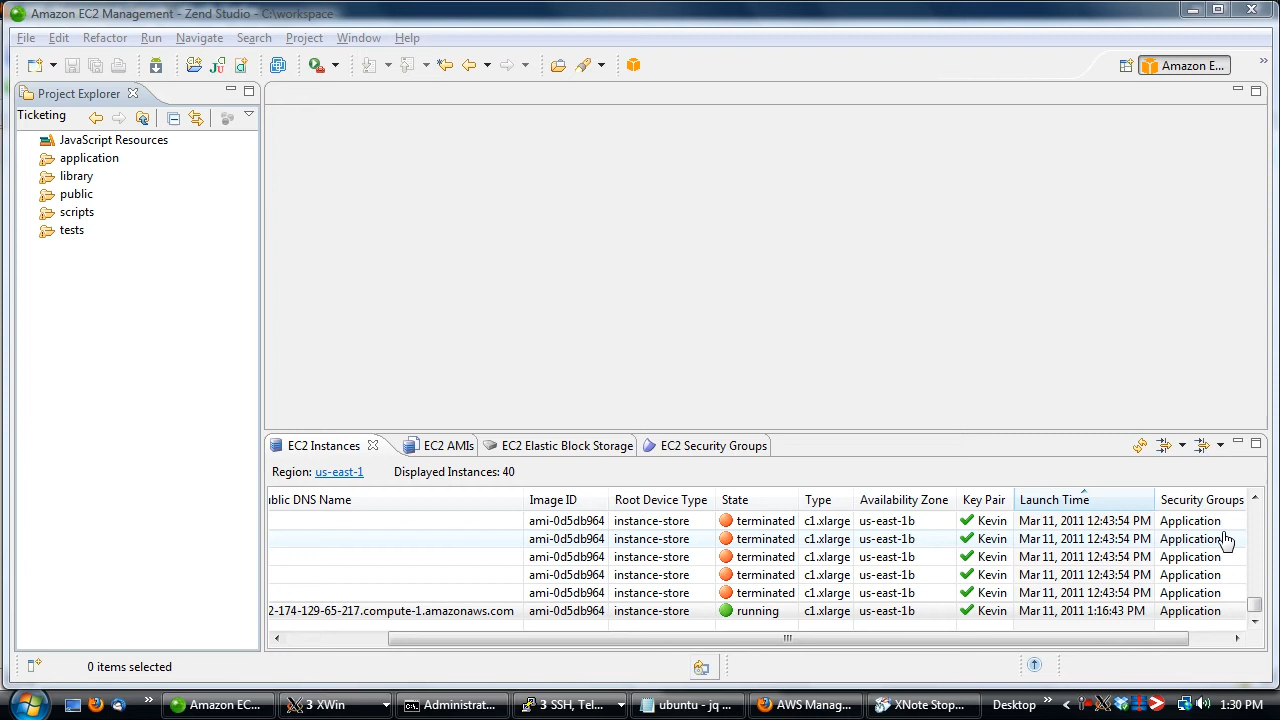 Amazon EC2 Management - Zend Studio - C:\workspace
File Edit Refactor Run Navigate Search Project Window Help
Amazon E...
Project Explorer
Ticketing
JavaScript Resources
application
library
public
scripts
tests
EC2 Instances EC2 AMIs EC2 Elastic Block Storage EC2 Security Groups
Region: us-east-1 Displayed Instances: 40
blic DNS Name Image ID Root Device Type State Type Availability Zone Key Pair Launch Time Security Groups
ami-0d5db964 instance-store terminated c1.xlarge us-east-1b Kevin Mar 11, 2011 12:43:54 PM Application
ami-0d5db964 instance-store terminated c1.xlarge us-east-1b Kevin Mar 11, 2011 12:43:54 PM Application
ami-0d5db964 instance-store terminated c1.xlarge us-east-1b Kevin Mar 11, 2011 12:43:54 PM Application
ami-0d5db964 instance-store terminated c1.xlarge us-east-1b Kevin Mar 11, 2011 12:43:54 PM Application
ami-0d5db964 instance-store terminated c1.xlarge us-east-1b Kevin Mar 11, 2011 12:43:54 PM Application
2-174-129-65-217.compute-1.amazonaws.com ami-0d5db964 instance-store running c1.xlarge us-east-1b Kevin Mar 11, 2011 1:16:43 PM Application
0 items selected
Amazon EC... 3 XWin Administrat... 3 SSH, Tel... ubuntu - jq ... AWS Manag... XNote Stop... Desktop 1:30 PM